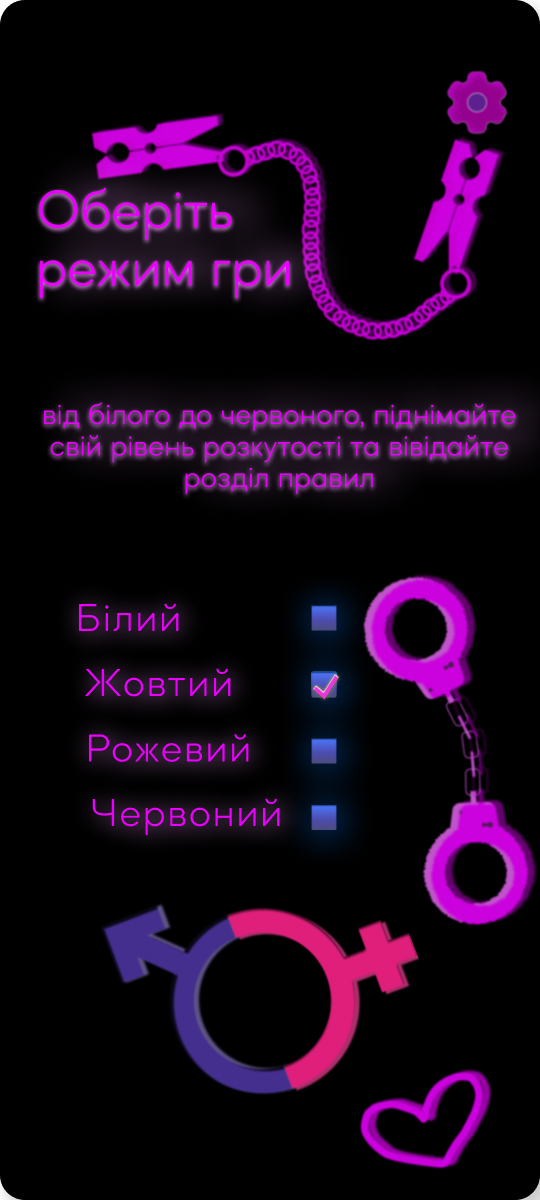 Оберіть
режим гри
від білого до червоного, піднімайте
свій рівень розкутості та вівідайте
розділ правил
Білий
Жовтий
Рожевий
Червоний